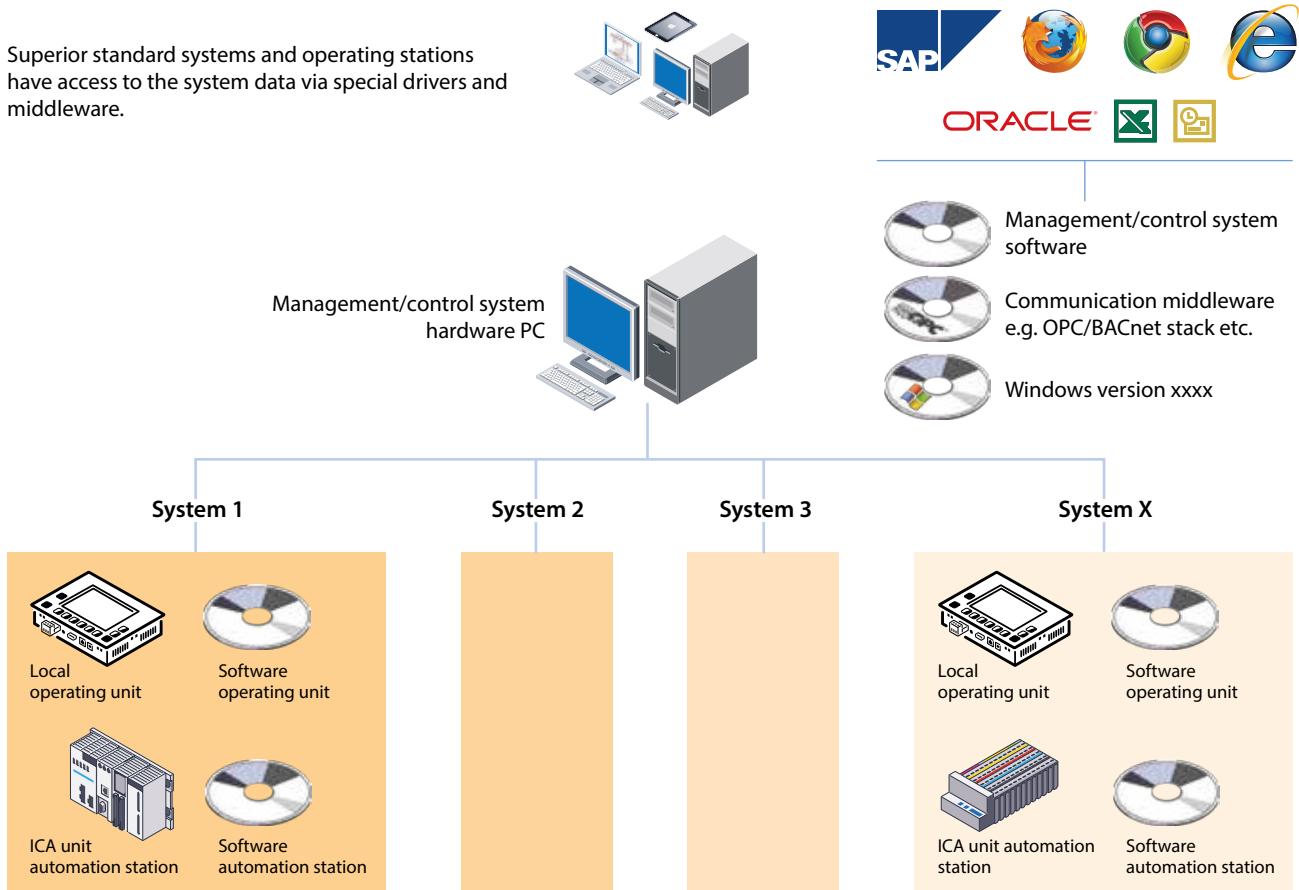 Superior standard systems and operating stations
have access to the system data via special drivers and
middleware.
SAP
ORACLE
Management/control system
software
Management/control system
hardware PC
Communication middleware
e.g. OPC/BACnet stack etc.
OPC
Windows version xxxx
System 1
System 2
System 3
System X
Local
operating unit
Software
operating unit
Local
operating unit
Software
operating unit
ICA unit
automation station
Software
automation station
ICA unit automation
station
Software
automation station